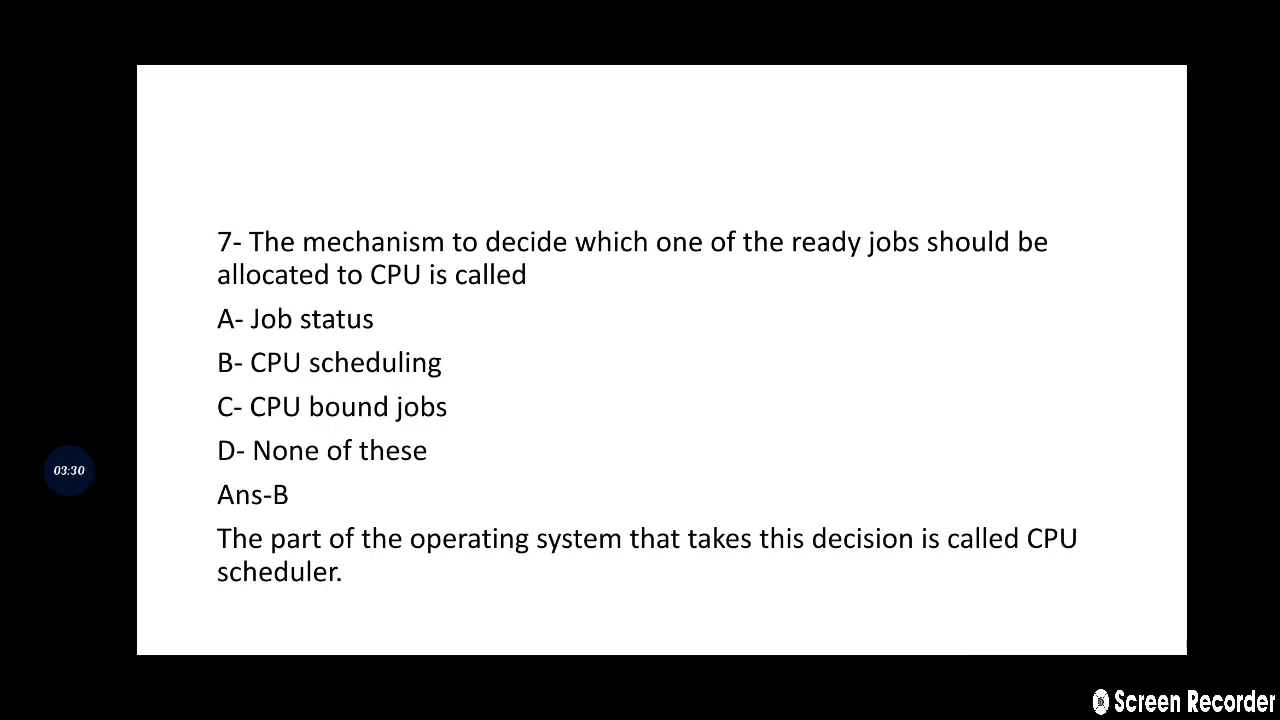 7- The mechanism to decide which one of the ready jobs should be
allocated to CPU is called
A- Job status
B- CPU scheduling
C- CPU bound jobs
D- None of these
03:30
Ans-B
The part of the operating system that takes this decision is called CPU
scheduler.
Screen Recorder